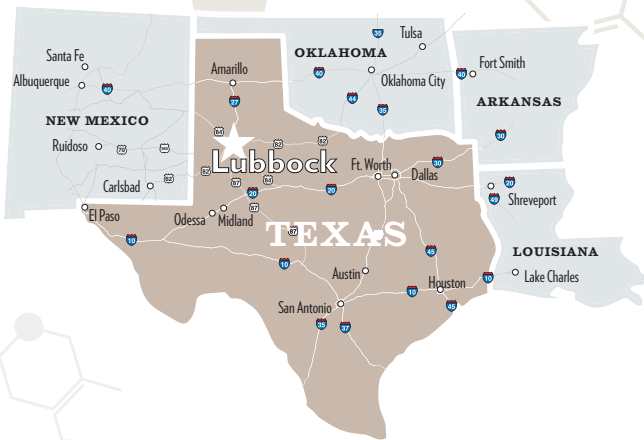 35
Tulsa
OKLAHOMA
Santa Fe
Amarillo
Fort Smith
40
40
Oklahoma City
Albuquerque
40
27
44
35
ARKANSAS
NEW MEXICO
84
30
Ruidoso
70
380
82
82
Lubbock
Ft. Worth
30
Dallas
Carlsbad
62
82
87
84
20
20
20
49
Shreveport
El Paso
Odessa
Midland
87
TEXAS
87
10
45
LOUISIANA
10
Austin
10
Lake Charles
Houston
10
San Antonio
45
35
37